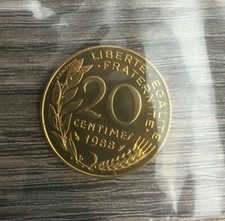 LIBERTE · EGALITE
· FRATERNITE ·
20
CENTIMES
1988